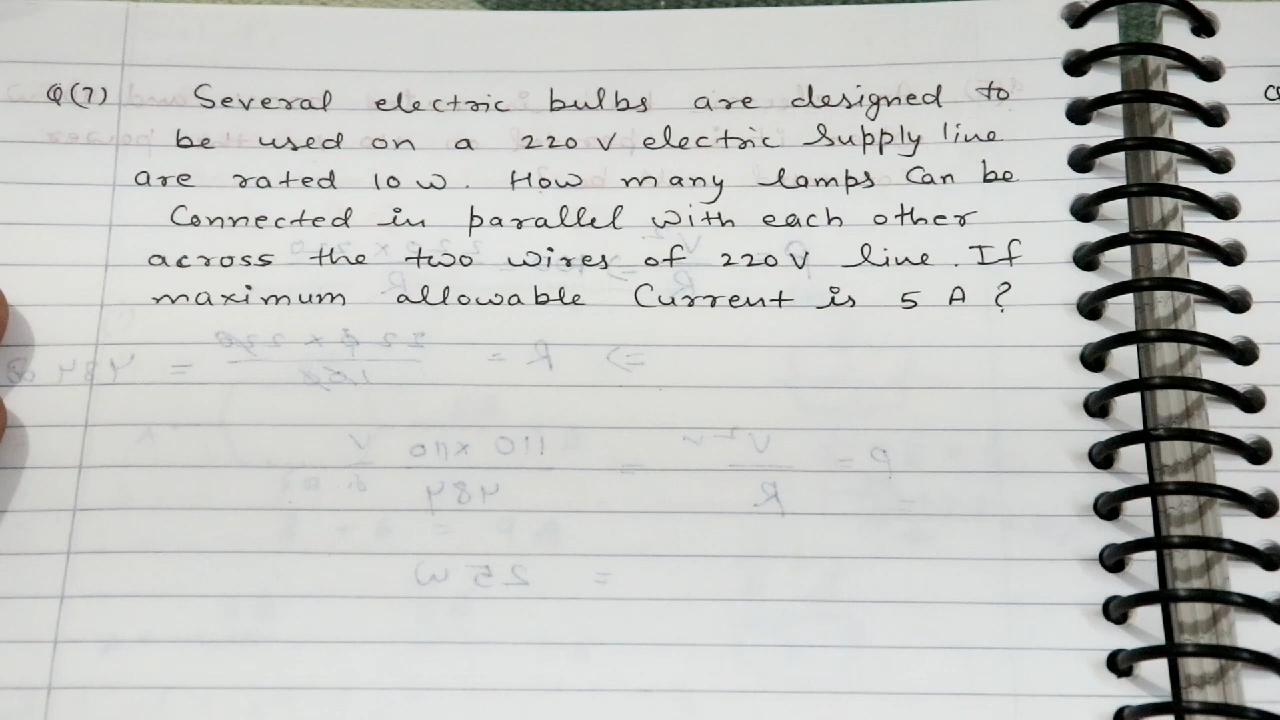 Q(7) Several electric bulbs are designed to
be used on a 220 V electric supply line
are rated 10 W. How many lamps Can be
Connected in parallel with each other
across the two wires of 220V line. If
maximum allowable Current is 5 A ?